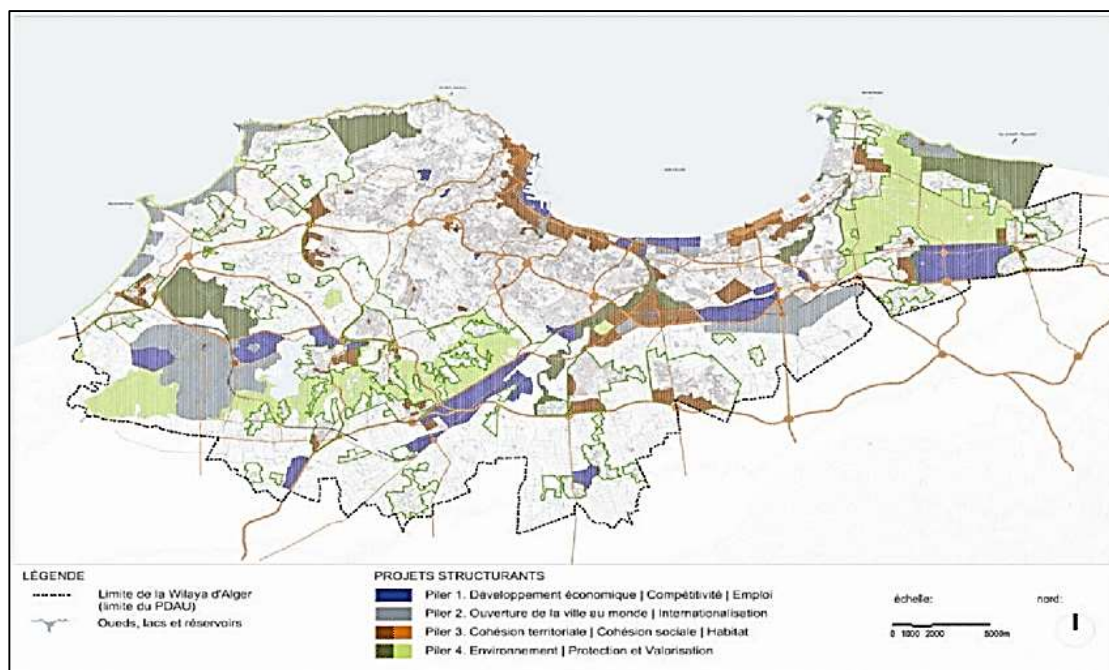 LÉGENDE
Limite de la Wilaya d'Alger
(limite du PDAU)
Oueds, lacs et réservoirs
PROJETS STRUCTURANTS
Piler 1. Développement économique | Compétitivité | Emploi
Piler 2. Ouverture de la ville au monde | Internationalisation
Piler 3. Cohésion territoriale | Cohésion sociale | Habitat
Piler 4. Environnement | Protection et Valorisation
échelle:
nord:
0 1000 2000 5000m